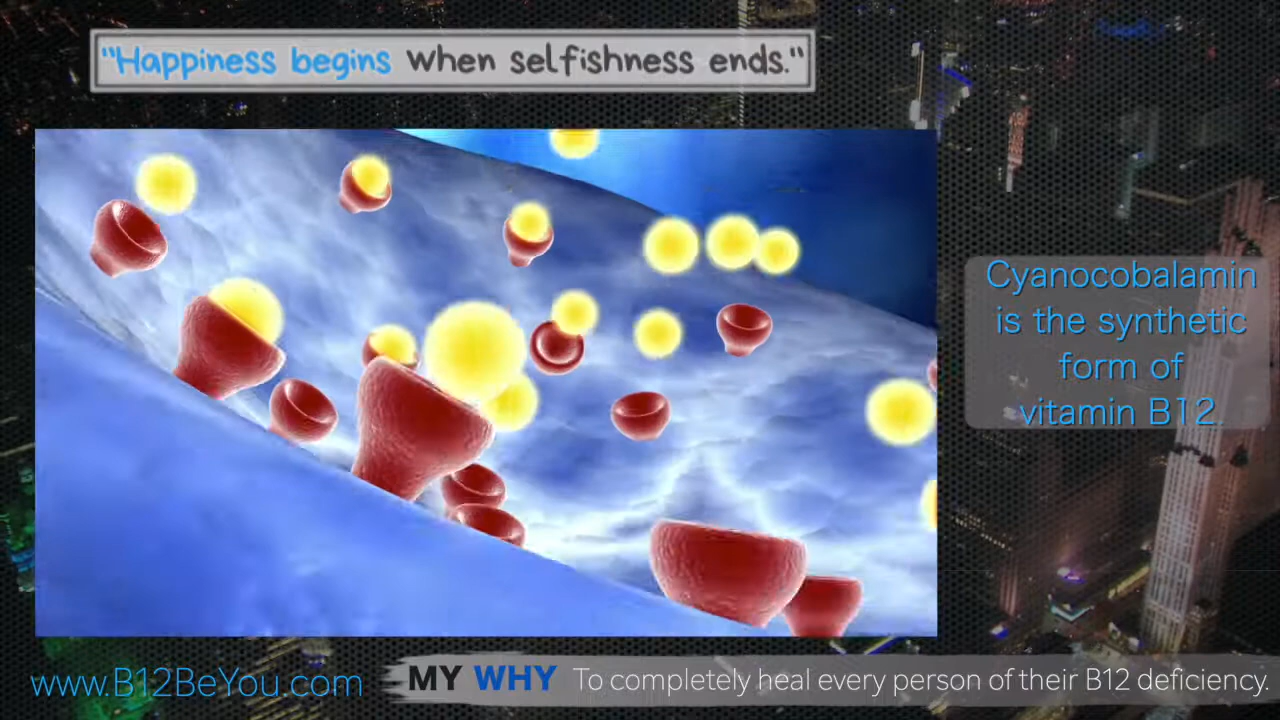 "Happiness begins when selfishness ends."
Cyanocobalamin
is the synthetic
form of
vitamin B12
www.B12BeYou.com
MY WHY To completely heal every person of their B12 deficiency.